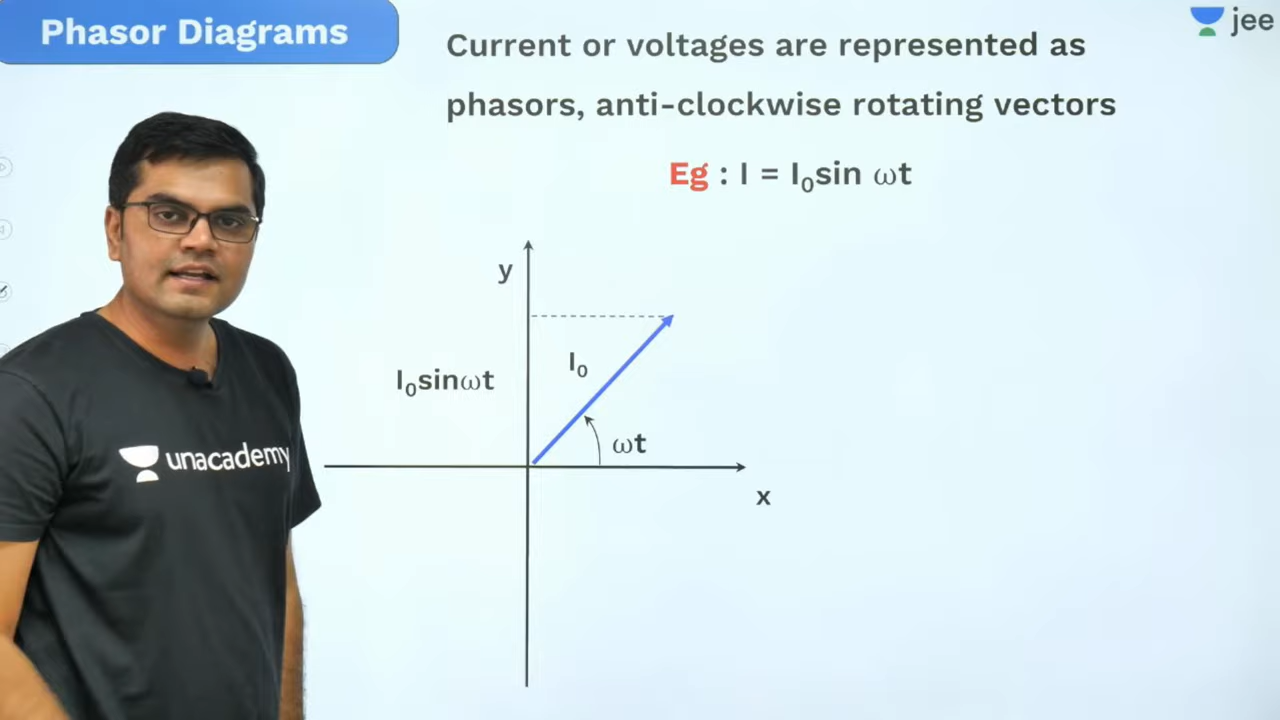 Phasor Diagrams
jee
Current or voltages are represented as
phasors, anti-clockwise rotating vectors
Eg : I = I₀sin ωt
y
I₀
I₀sinωt
ωt
x
unacademy